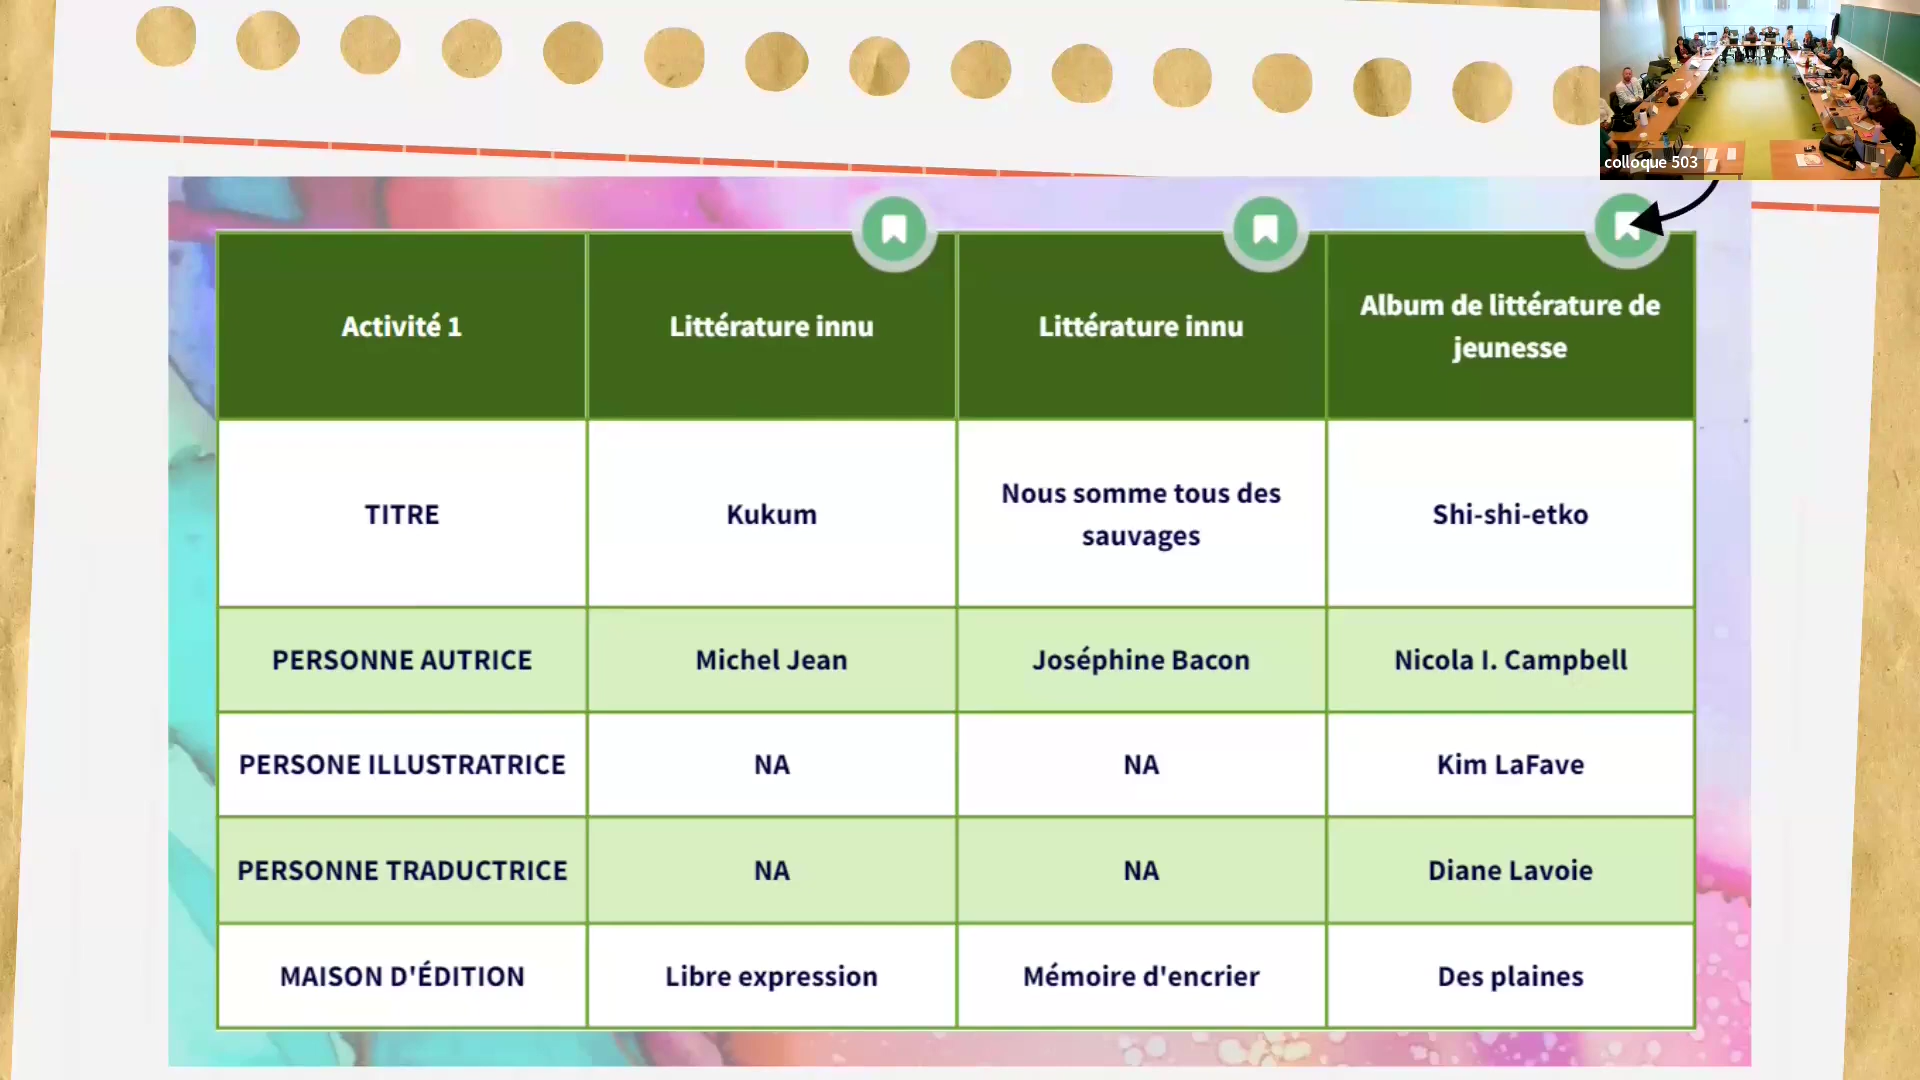 colloque 503
Activité 1
Littérature innu
Littérature innu
Album de littérature de
jeunesse
TITRE
Kukum
Nous somme tous des
sauvages
Shi-shi-etko
PERSONNE AUTRICE
Michel Jean
Joséphine Bacon
Nicola I. Campbell
PERSONE ILLUSTRATRICE
NA
NA
Kim LaFave
PERSONNE TRADUCTRICE
NA
NA
Diane Lavoie
MAISON D'ÉDITION
Libre expression
Mémoire d'encrier
Des plaines